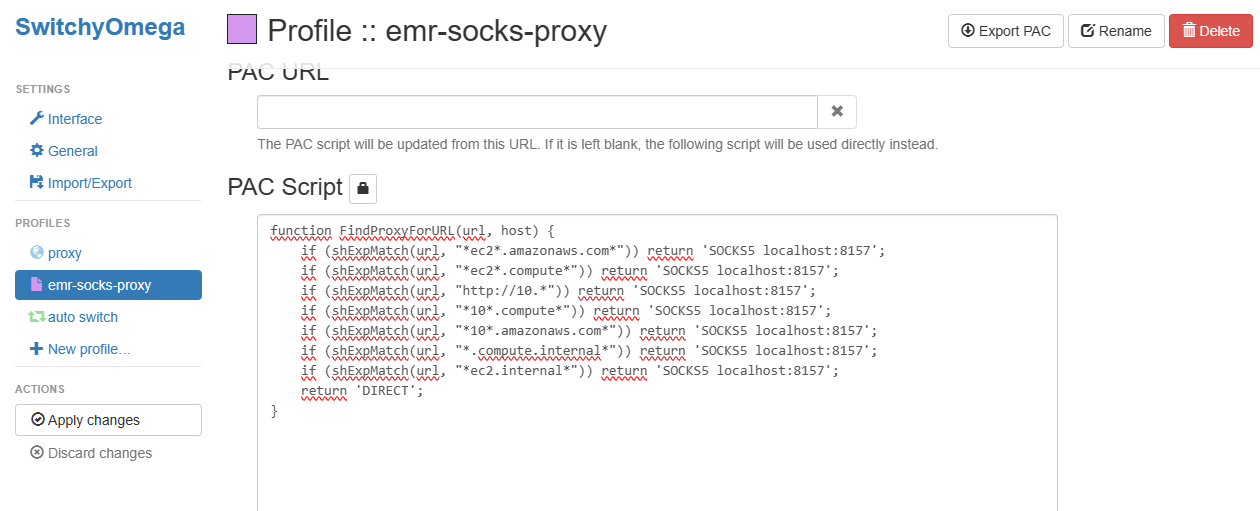 SwitchyOmega
Profile :: emr-socks-proxy
Export PAC
Rename
Delete
SETTINGS
Interface
General
Import/Export
PROFILES
proxy
emr-socks-proxy
auto switch
New profile...
ACTIONS
Apply changes
Discard changes
PAC URL
The PAC script will be updated from this URL. If it is left blank, the following script will be used directly instead.
PAC Script
function FindProxyForURL(url, host) {
    if (shExpMatch(url, "*ec2*.amazonaws.com*")) return 'SOCKS5 localhost:8157';
    if (shExpMatch(url, "*ec2*.compute*")) return 'SOCKS5 localhost:8157';
    if (shExpMatch(url, "http://10.*")) return 'SOCKS5 localhost:8157';
    if (shExpMatch(url, "*10*.compute*")) return 'SOCKS5 localhost:8157';
    if (shExpMatch(url, "*10*.amazonaws.com*")) return 'SOCKS5 localhost:8157';
    if (shExpMatch(url, "*.compute.internal*")) return 'SOCKS5 localhost:8157';
    if (shExpMatch(url, "*ec2.internal*")) return 'SOCKS5 localhost:8157';
    return 'DIRECT';
}